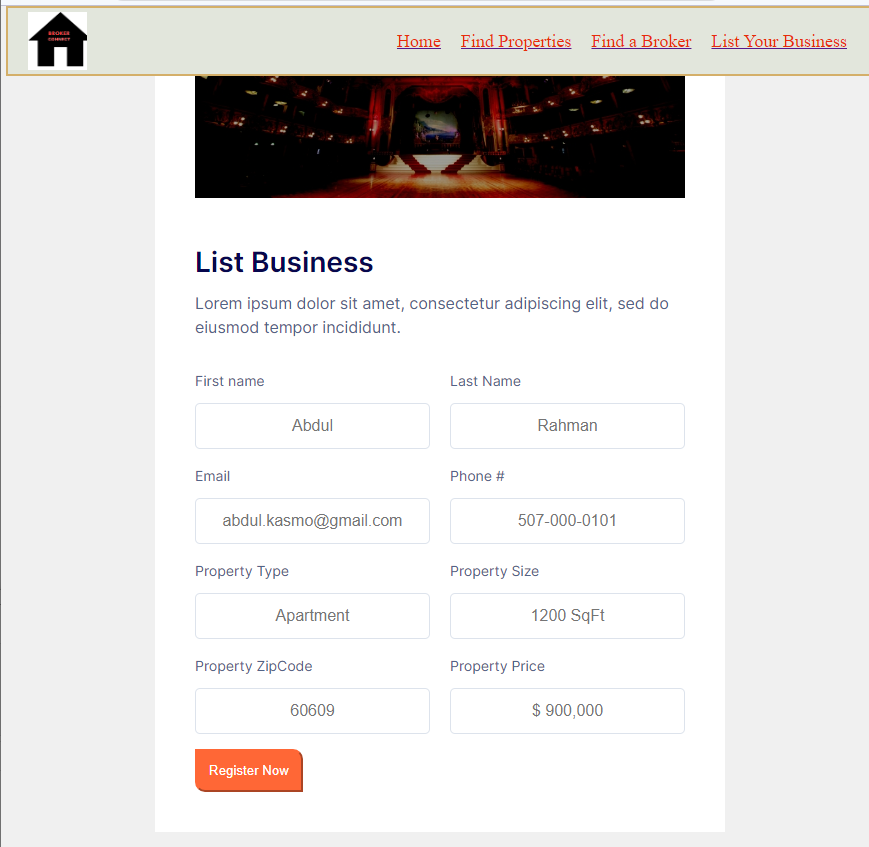 BROKER
CONNECT
Home Find Properties Find a Broker List Your Business
List Business
Lorem ipsum dolor sit amet, consectetur adipiscing elit, sed do
eiusmod tempor incididunt.
First name Last Name
Abdul Rahman
Email Phone #
abdul.kasmo@gmail.com 507-000-0101
Property Type Property Size
Apartment 1200 SqFt
Property ZipCode Property Price
60609 $ 900,000
Register Now